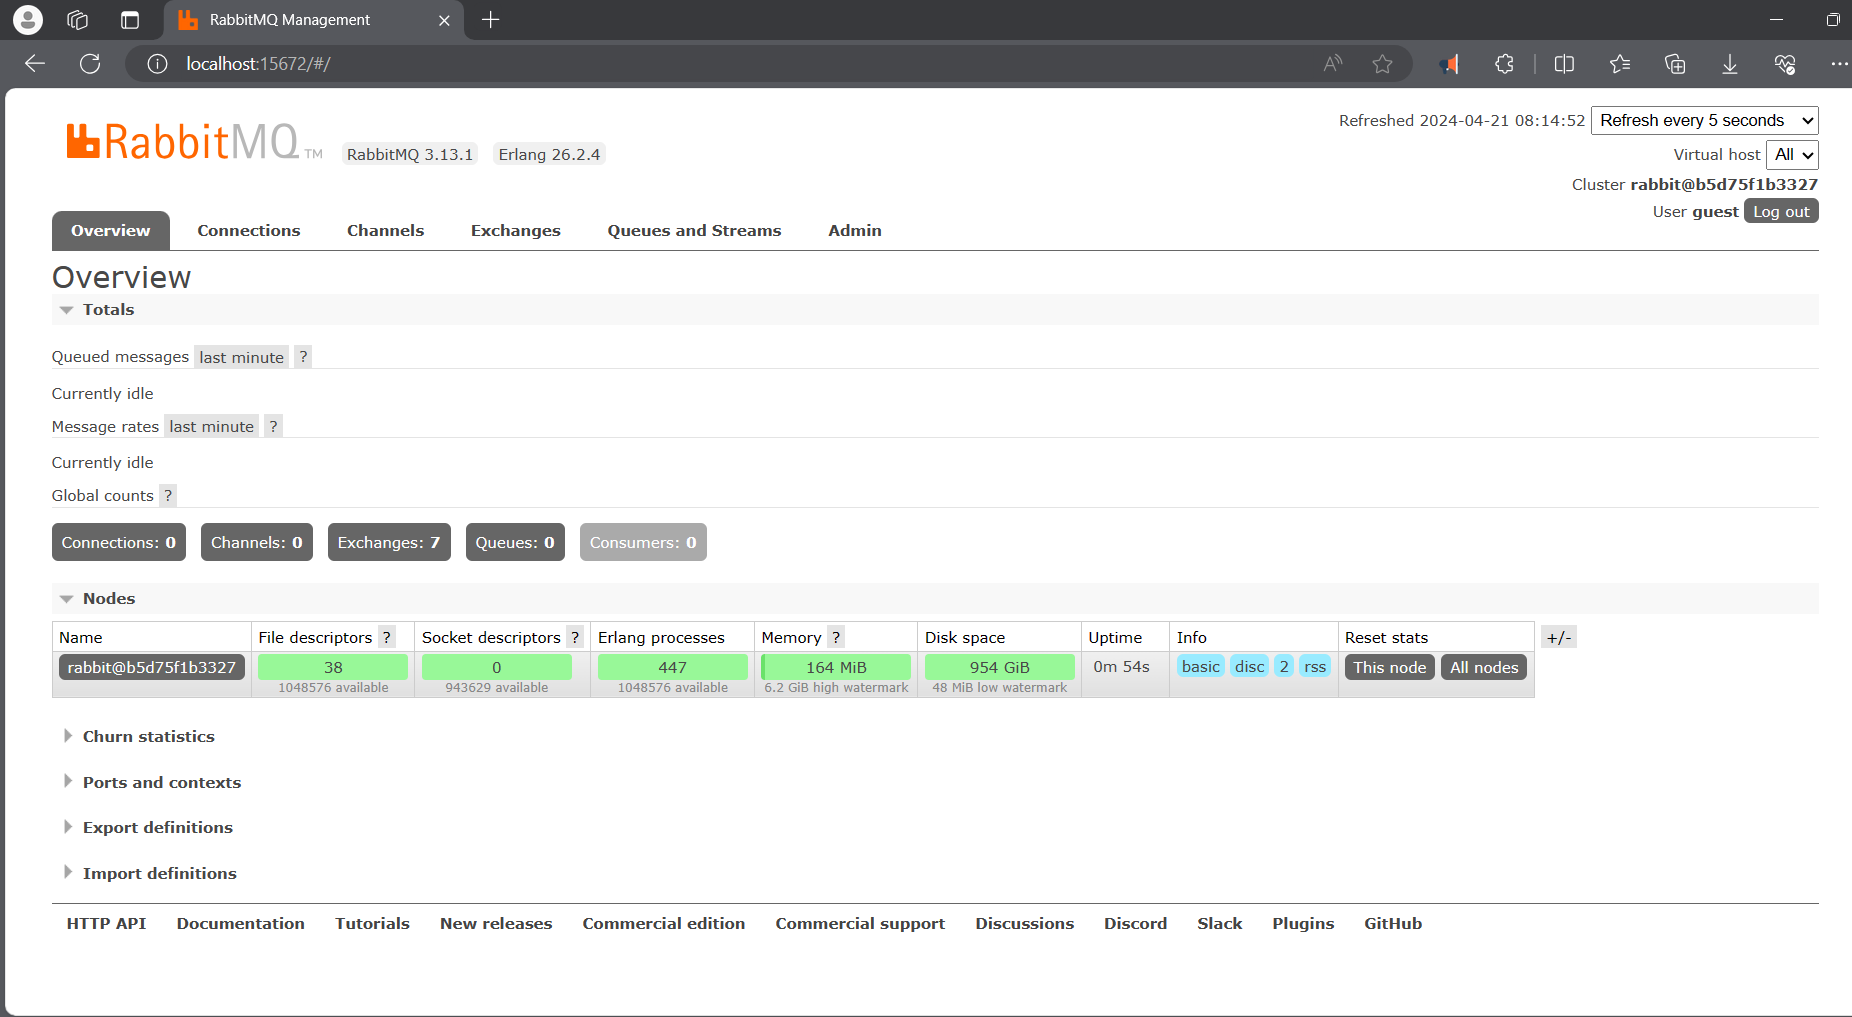 RabbitMQ Management
localhost:15672/#/
RabbitMQ TM
RabbitMQ 3.13.1 Erlang 26.2.4
Refreshed 2024-04-21 08:14:52 Refresh every 5 seconds
Virtual host All
Cluster rabbit@b5d75f1b3327
User guest Log out
Overview Connections Channels Exchanges Queues and Streams Admin
Overview
Totals
Queued messages last minute ?
Currently idle
Message rates last minute ?
Currently idle
Global counts ?
Connections: 0 Channels: 0 Exchanges: 7 Queues: 0 Consumers: 0
Nodes
Name File descriptors ? Socket descriptors ? Erlang processes Memory ? Disk space Uptime Info Reset stats +/-
rabbit@b5d75f1b3327 38 0 447 164 MiB 954 GiB 0m 54s basic disc 2 rss This node All nodes
1048576 available 943629 available 1048576 available 6.2 GiB high watermark 48 MiB low watermark
Churn statistics
Ports and contexts
Export definitions
Import definitions
HTTP API Documentation Tutorials New releases Commercial edition Commercial support Discussions Discord Slack Plugins GitHub